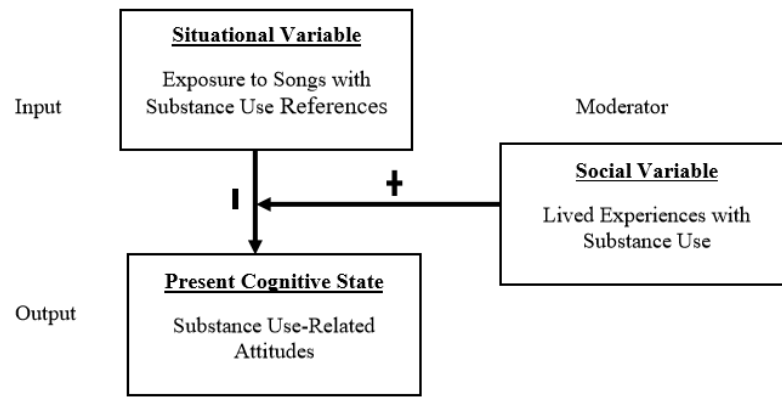 Situational Variable
Exposure to Songs with
Substance Use References
Input
Moderator
Social Variable
Lived Experiences with
Substance Use
+
Present Cognitive State
Substance Use-Related
Attitudes
Output